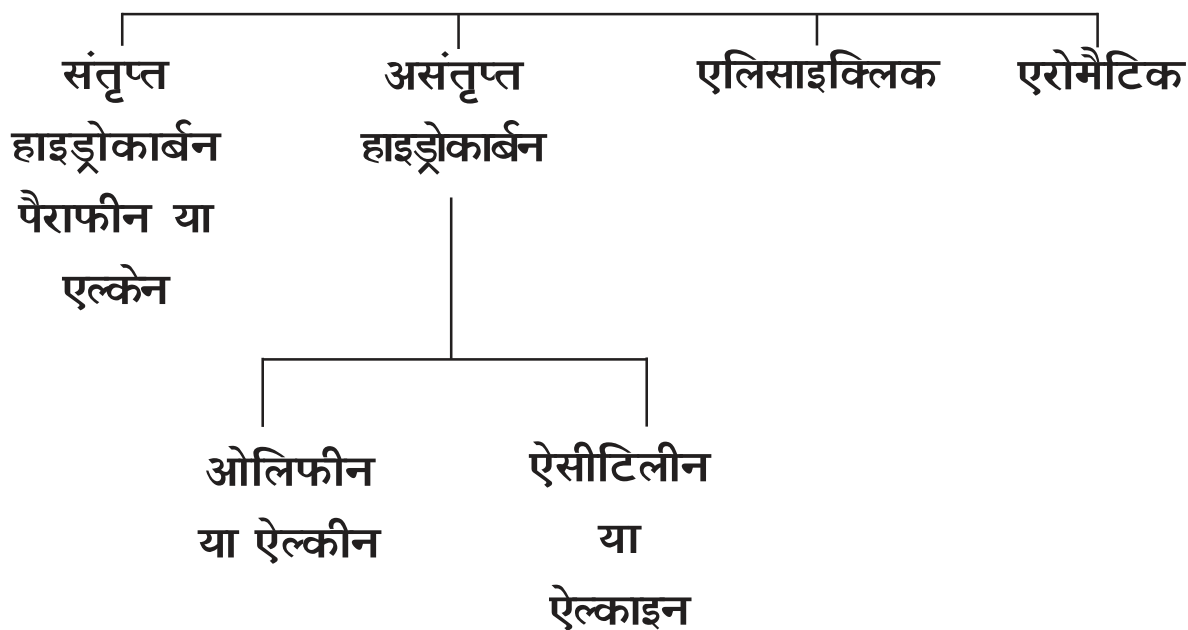 संतृप्त
हाइड्रोकार्बन
पैराफीन या
एल्केन
असंतृप्त
हाइड्रोकार्बन
एलिसाइक्लिक
एरोमैटिक
ओलिफीन
या ऐल्कीन
ऐसीटिलीन
या
ऐल्काइन